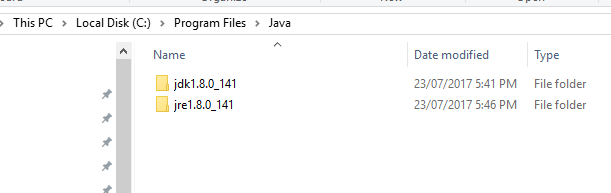 This PC > Local Disk (C:) > Program Files > Java
Name Date modified Type
jdk1.8.0_141 23/07/2017 5:41 PM File folder
jre1.8.0_141 23/07/2017 5:46 PM File folder